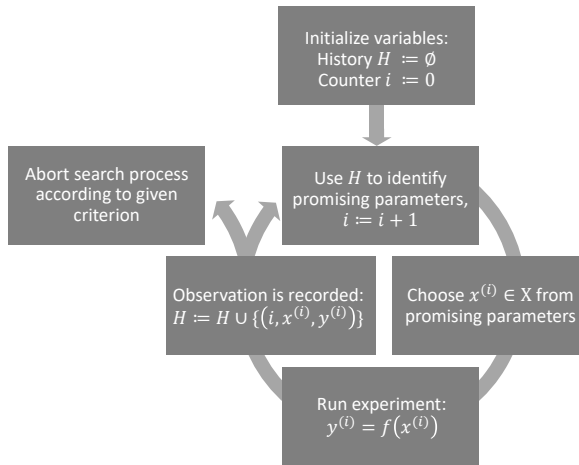 Initialize variables:
History H ≔ ∅
Counter i ≔ 0
Abort search process
according to given
criterion
Use H to identify
promising parameters,
i ≔ i + 1
Observation is recorded:
H ≔ H ∪ {(i, x⁽ⁱ⁾, y⁽ⁱ⁾)}
Choose x⁽ⁱ⁾ ∈ X from
promising parameters
Run experiment:
y⁽ⁱ⁾ = f(x⁽ⁱ⁾)